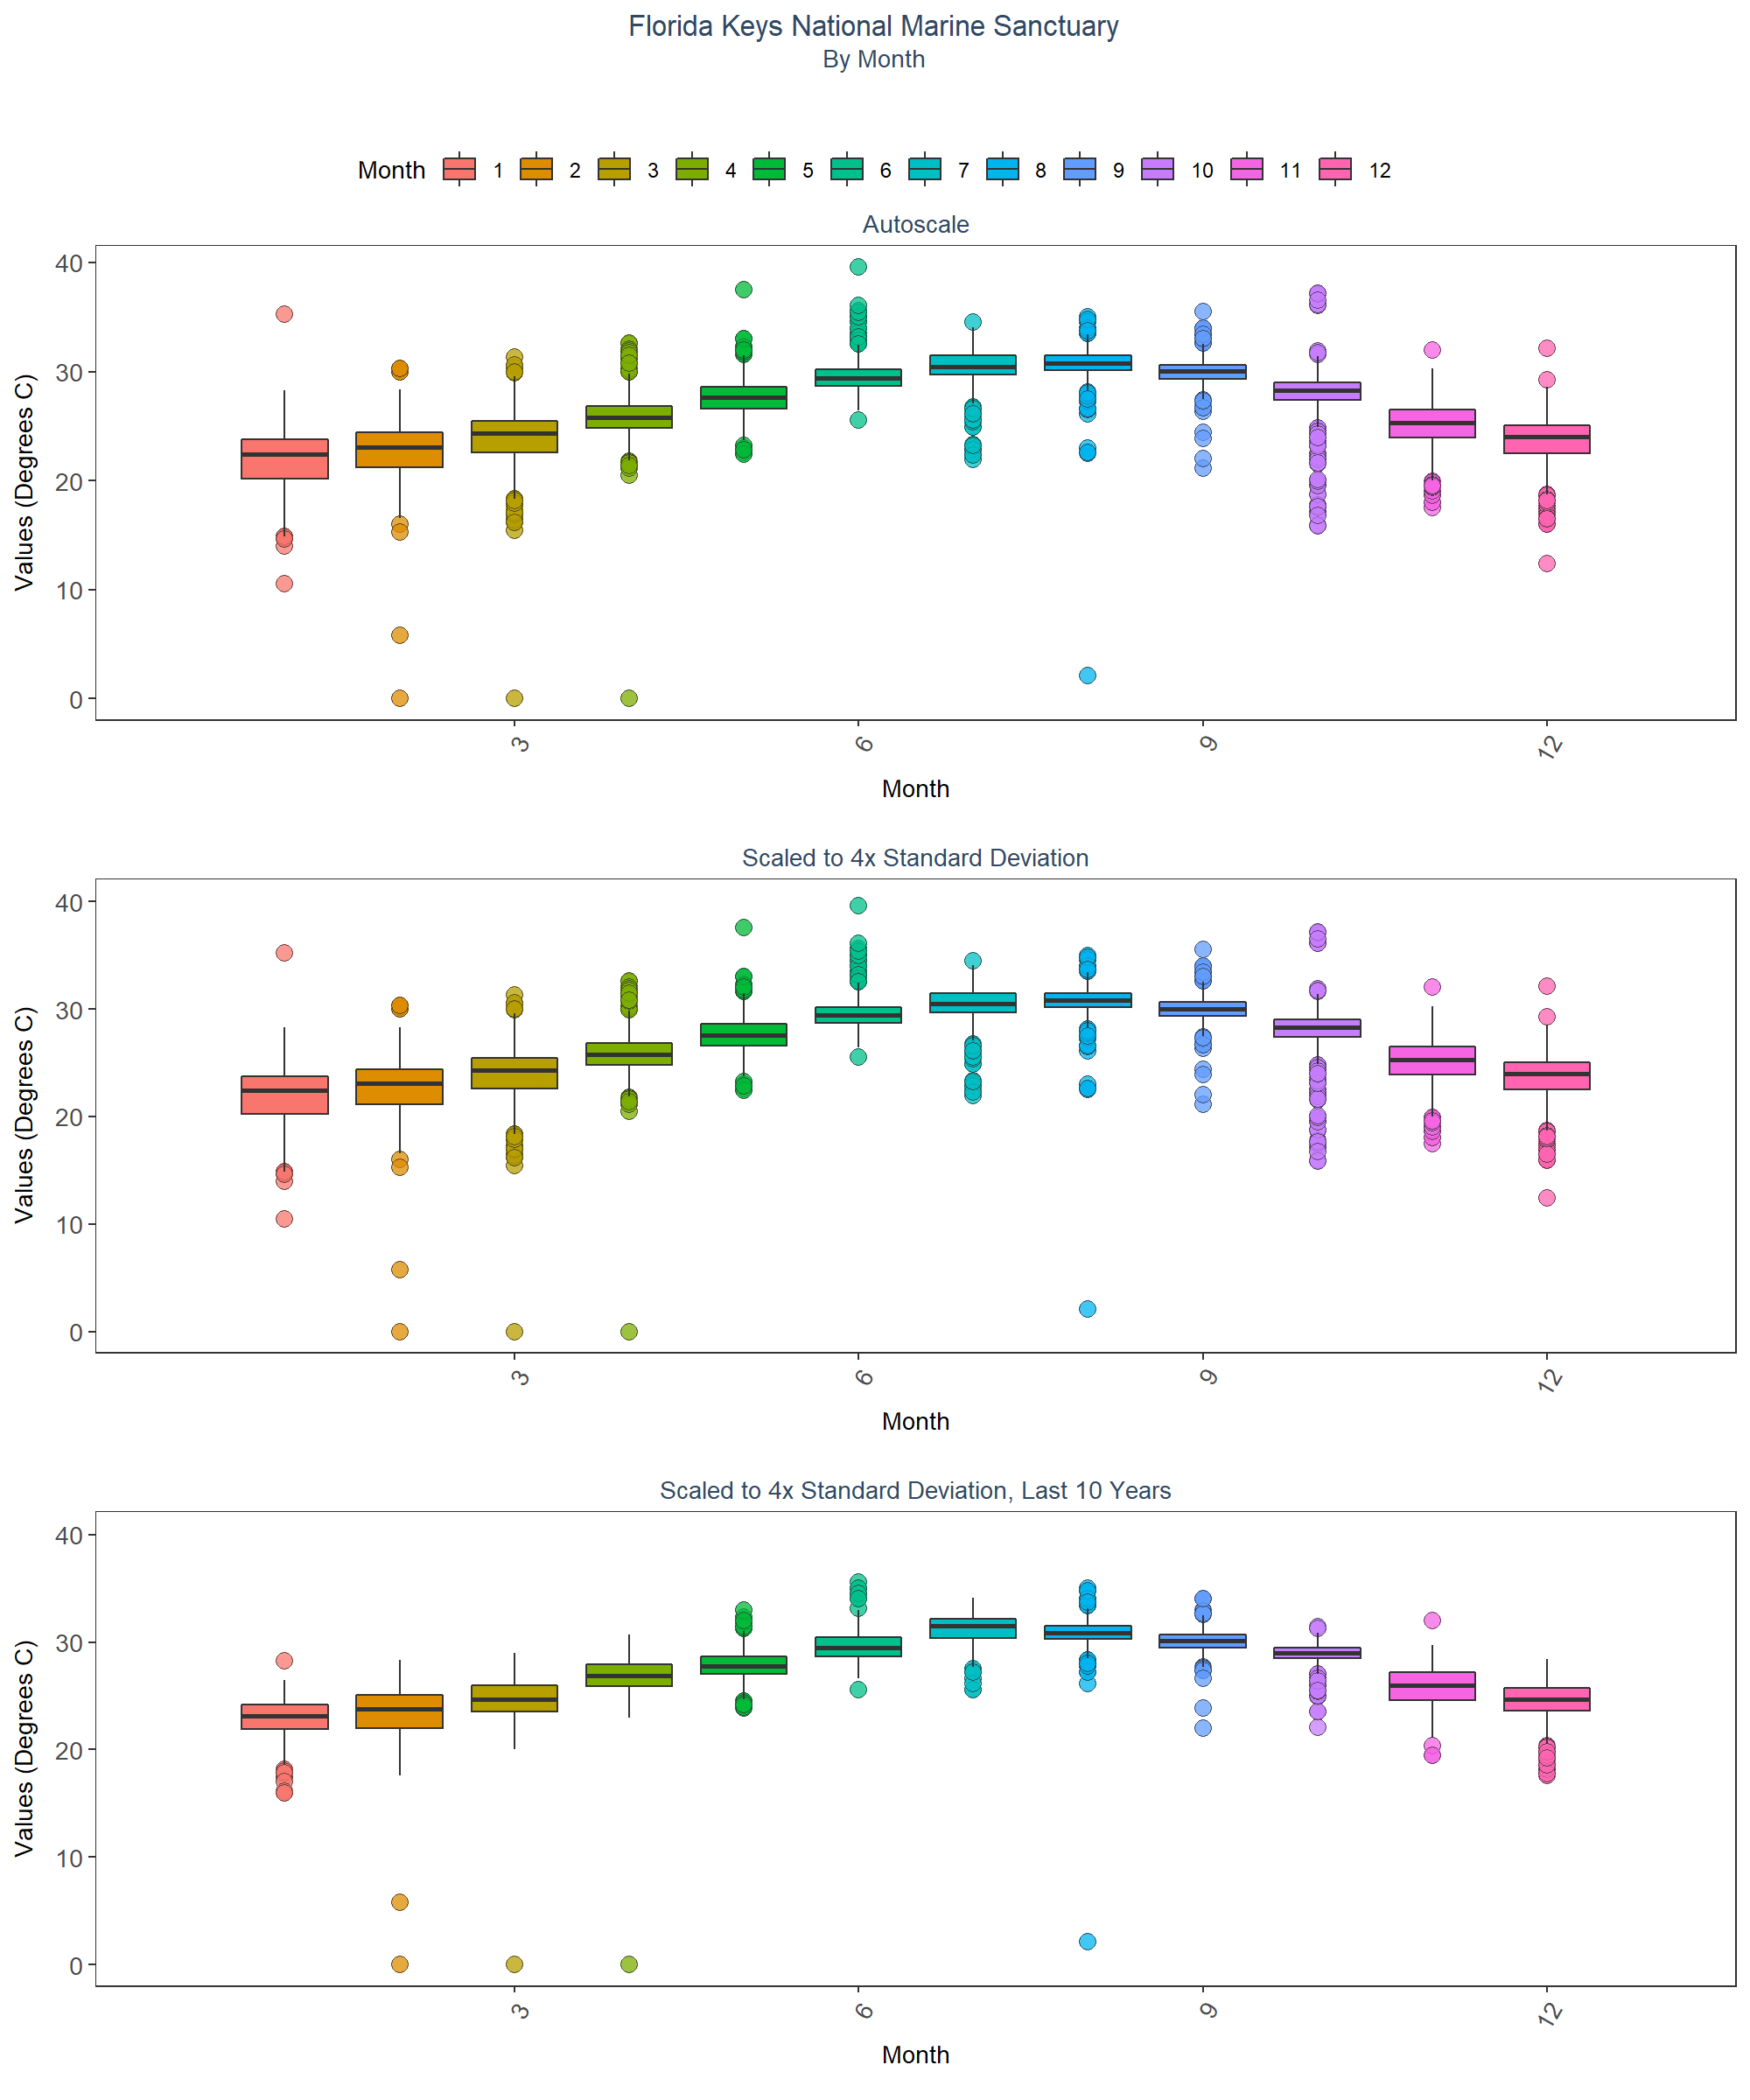 Florida Keys National Marine Sanctuary
By Month
Month 1 2 3 4 5 6 7 8 9 10 11 12
Autoscale
Values (Degrees C)
40
30
20
10
0
3 6 9 12
Month
Scaled to 4x Standard Deviation
Values (Degrees C)
40
30
20
10
0
3 6 9 12
Month
Scaled to 4x Standard Deviation, Last 10 Years
Values (Degrees C)
40
30
20
10
0
3 6 9 12
Month